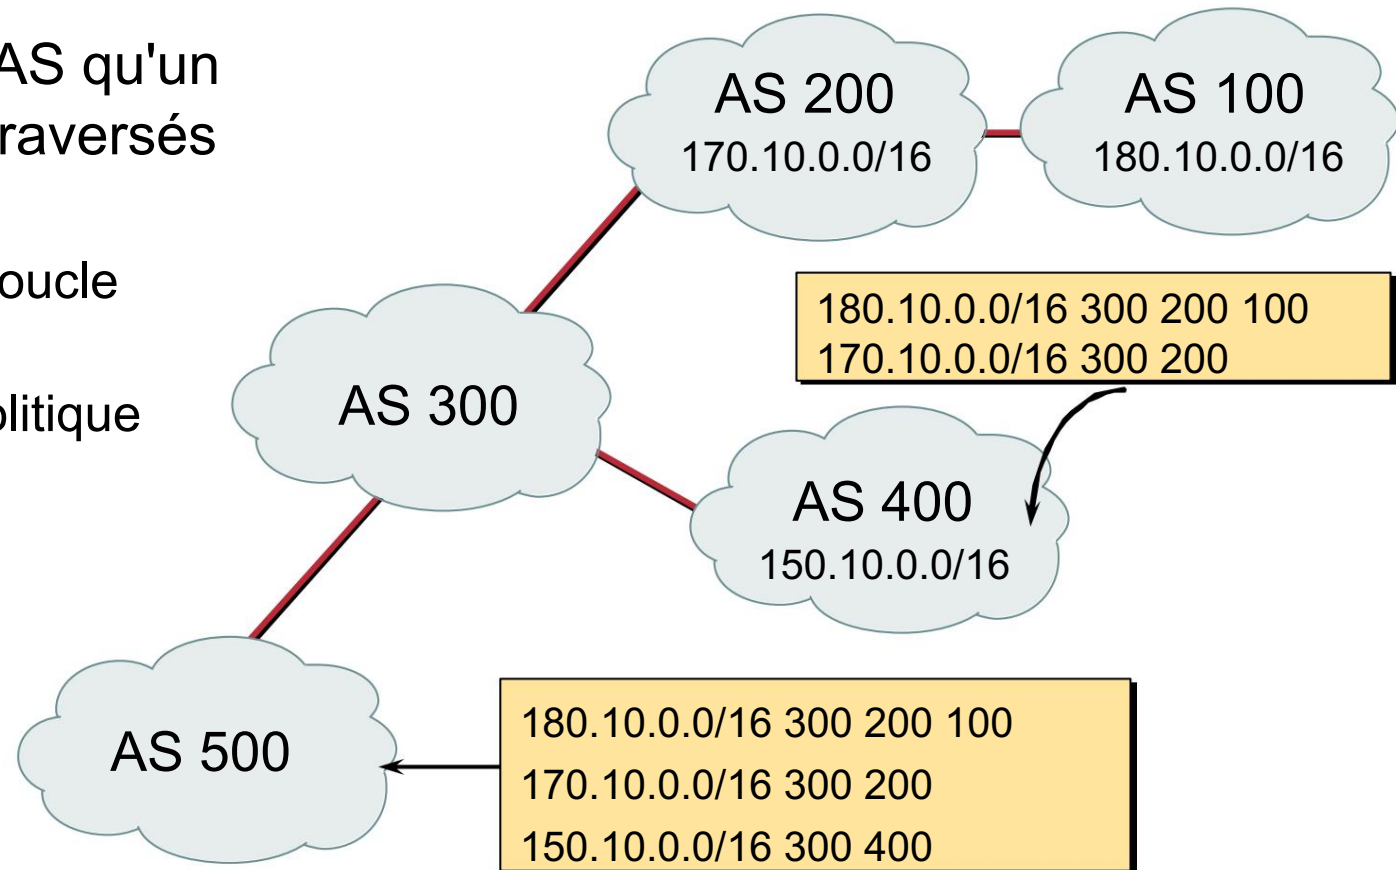 AS qu'un
raversés
oucle
olitique
AS 200
170.10.0.0/16
AS 100
180.10.0.0/16
180.10.0.0/16 300 200 100
170.10.0.0/16 300 200
AS 300
AS 400
150.10.0.0/16
AS 500
180.10.0.0/16 300 200 100
170.10.0.0/16 300 200
150.10.0.0/16 300 400